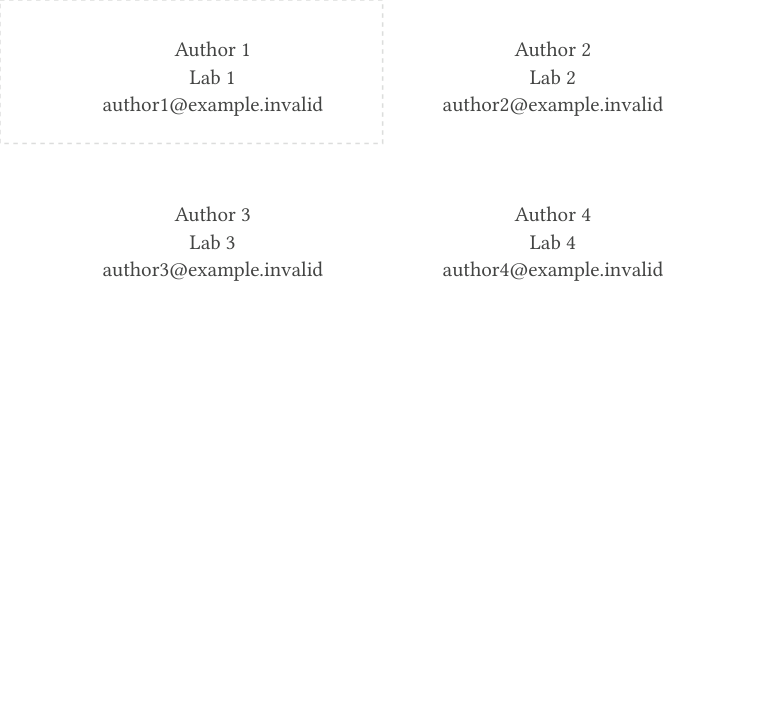 Author 1
Lab 1
author1@example.invalid
Author 2
Lab 2
author2@example.invalid
Author 3
Lab 3
author3@example.invalid
Author 4
Lab 4
author4@example.invalid